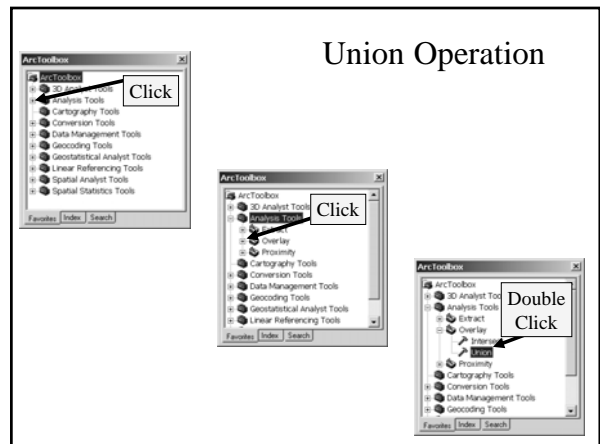 Union Operation
ArcToolbox
ArcToolbox
3D Analyst Tools
Click
Analysis Tools
Cartography Tools
Conversion Tools
Data Management Tools
Geocoding Tools
Geostatistical Analyst Tools
Linear Referencing Tools
Spatial Analyst Tools
Spatial Statistics Tools
Favorites Index Search
ArcToolbox
ArcToolbox
3D Analyst Tools
Analysis Tools
Click
Extract
Overlay
Proximity
Cartography Tools
Conversion Tools
Data Management Tools
Geocoding Tools
Geostatistical Analyst Tools
Linear Referencing Tools
Favorites Index Search
ArcToolbox
ArcToolbox
3D Analyst Too
Analysis Tools
Double
Click
Extract
Overlay
Union
Proximity
Cartography Tools
Conversion Tools
Data Management Tools
Geocoding Tools
Favorites Index Search